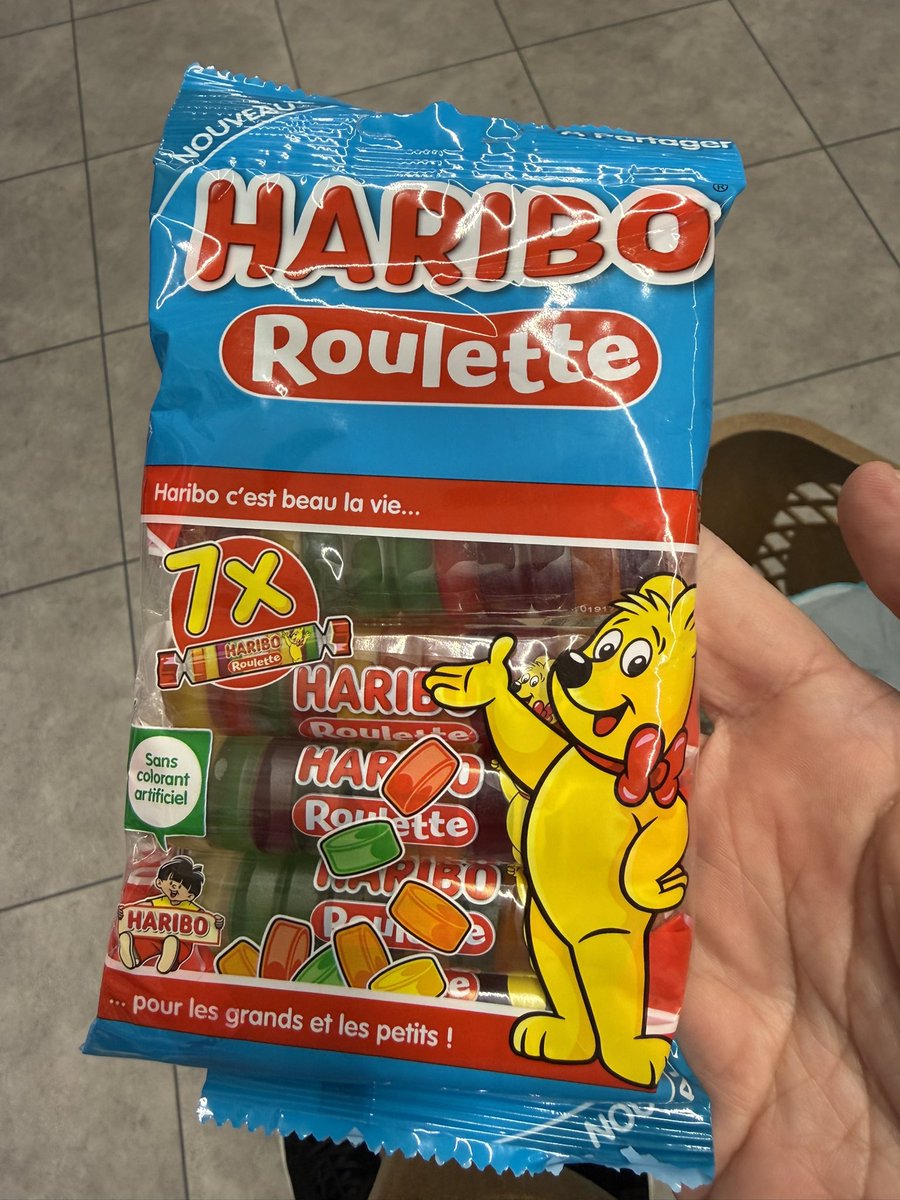 NOUVEAU
À Partager
HARIBO®
Roulette
Haribo c'est beau la vie...
7x
HARIBO
Roulette
01917
HARIBO
Roulette
Sans
colorant
artificiel
HARIBO
Roulette
HARIBO
Roulette
HARIBO
... pour les grands et les petits !